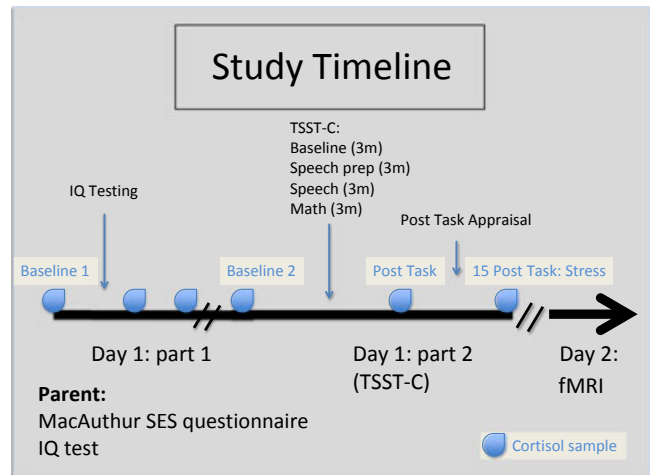 Study Timeline
TSST-C:
Baseline (3m)
Speech prep (3m)
Speech (3m)
Math (3m)
IQ Testing
Post Task Appraisal
Baseline 1
Baseline 2
Post Task
15 Post Task: Stress
Day 1: part 1
Day 1: part 2
(TSST-C)
Day 2:
fMRI
Parent:
MacAuthur SES questionnaire
IQ test
Cortisol sample